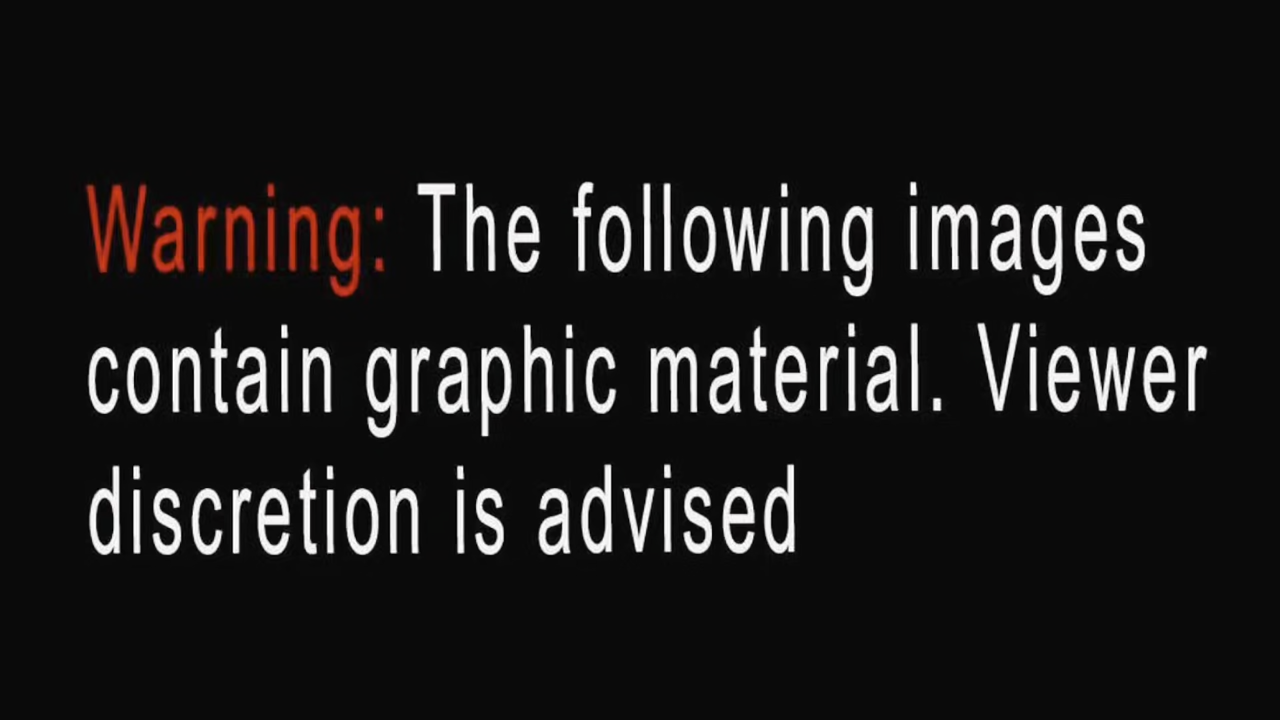 Warning: The following images
contain graphic material. Viewer
discretion is advised